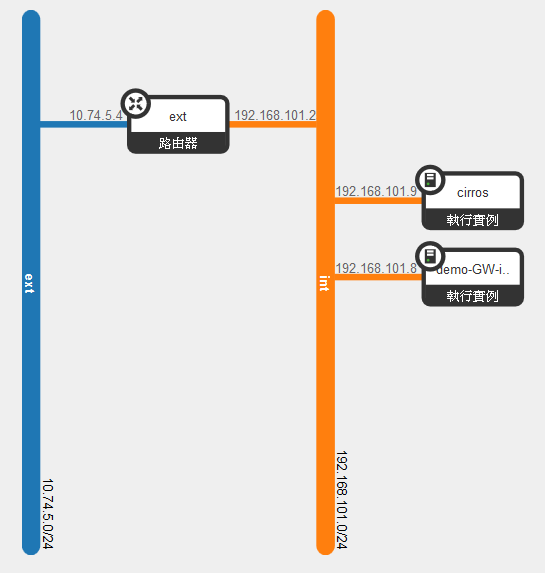 10.74.5.4
ext
192.168.101.2
路由器
192.168.101.9
cirros
執行實例
192.168.101.8
demo-GW-i..
執行實例
ext
int
10.74.5.0/24
192.168.101.0/24